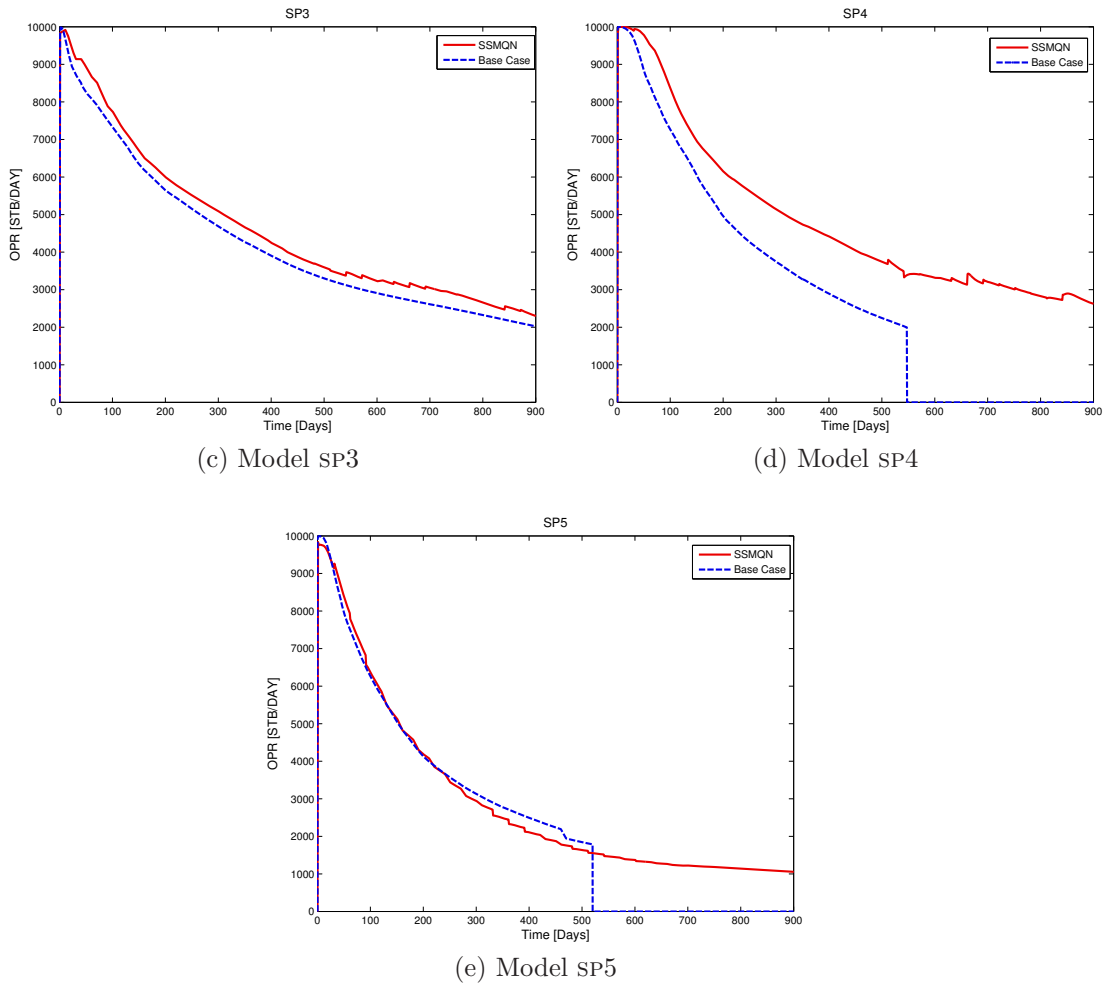 SP3
10000
9000
8000
7000
6000
5000
4000
3000
2000
1000
0
OPR [STB/DAY]
SSMQN
Base Case
0 100 200 300 400 500 600 700 800 900
Time [Days]
(c) Model SP3
SP4
10000
9000
8000
7000
6000
5000
4000
3000
2000
1000
0
OPR [STB/DAY]
SSMQN
Base Case
0 100 200 300 400 500 600 700 800 900
Time [Days]
(d) Model SP4
SP5
10000
9000
8000
7000
6000
5000
4000
3000
2000
1000
0
OPR [STB/DAY]
SSMQN
Base Case
0 100 200 300 400 500 600 700 800 900
Time [Days]
(e) Model SP5